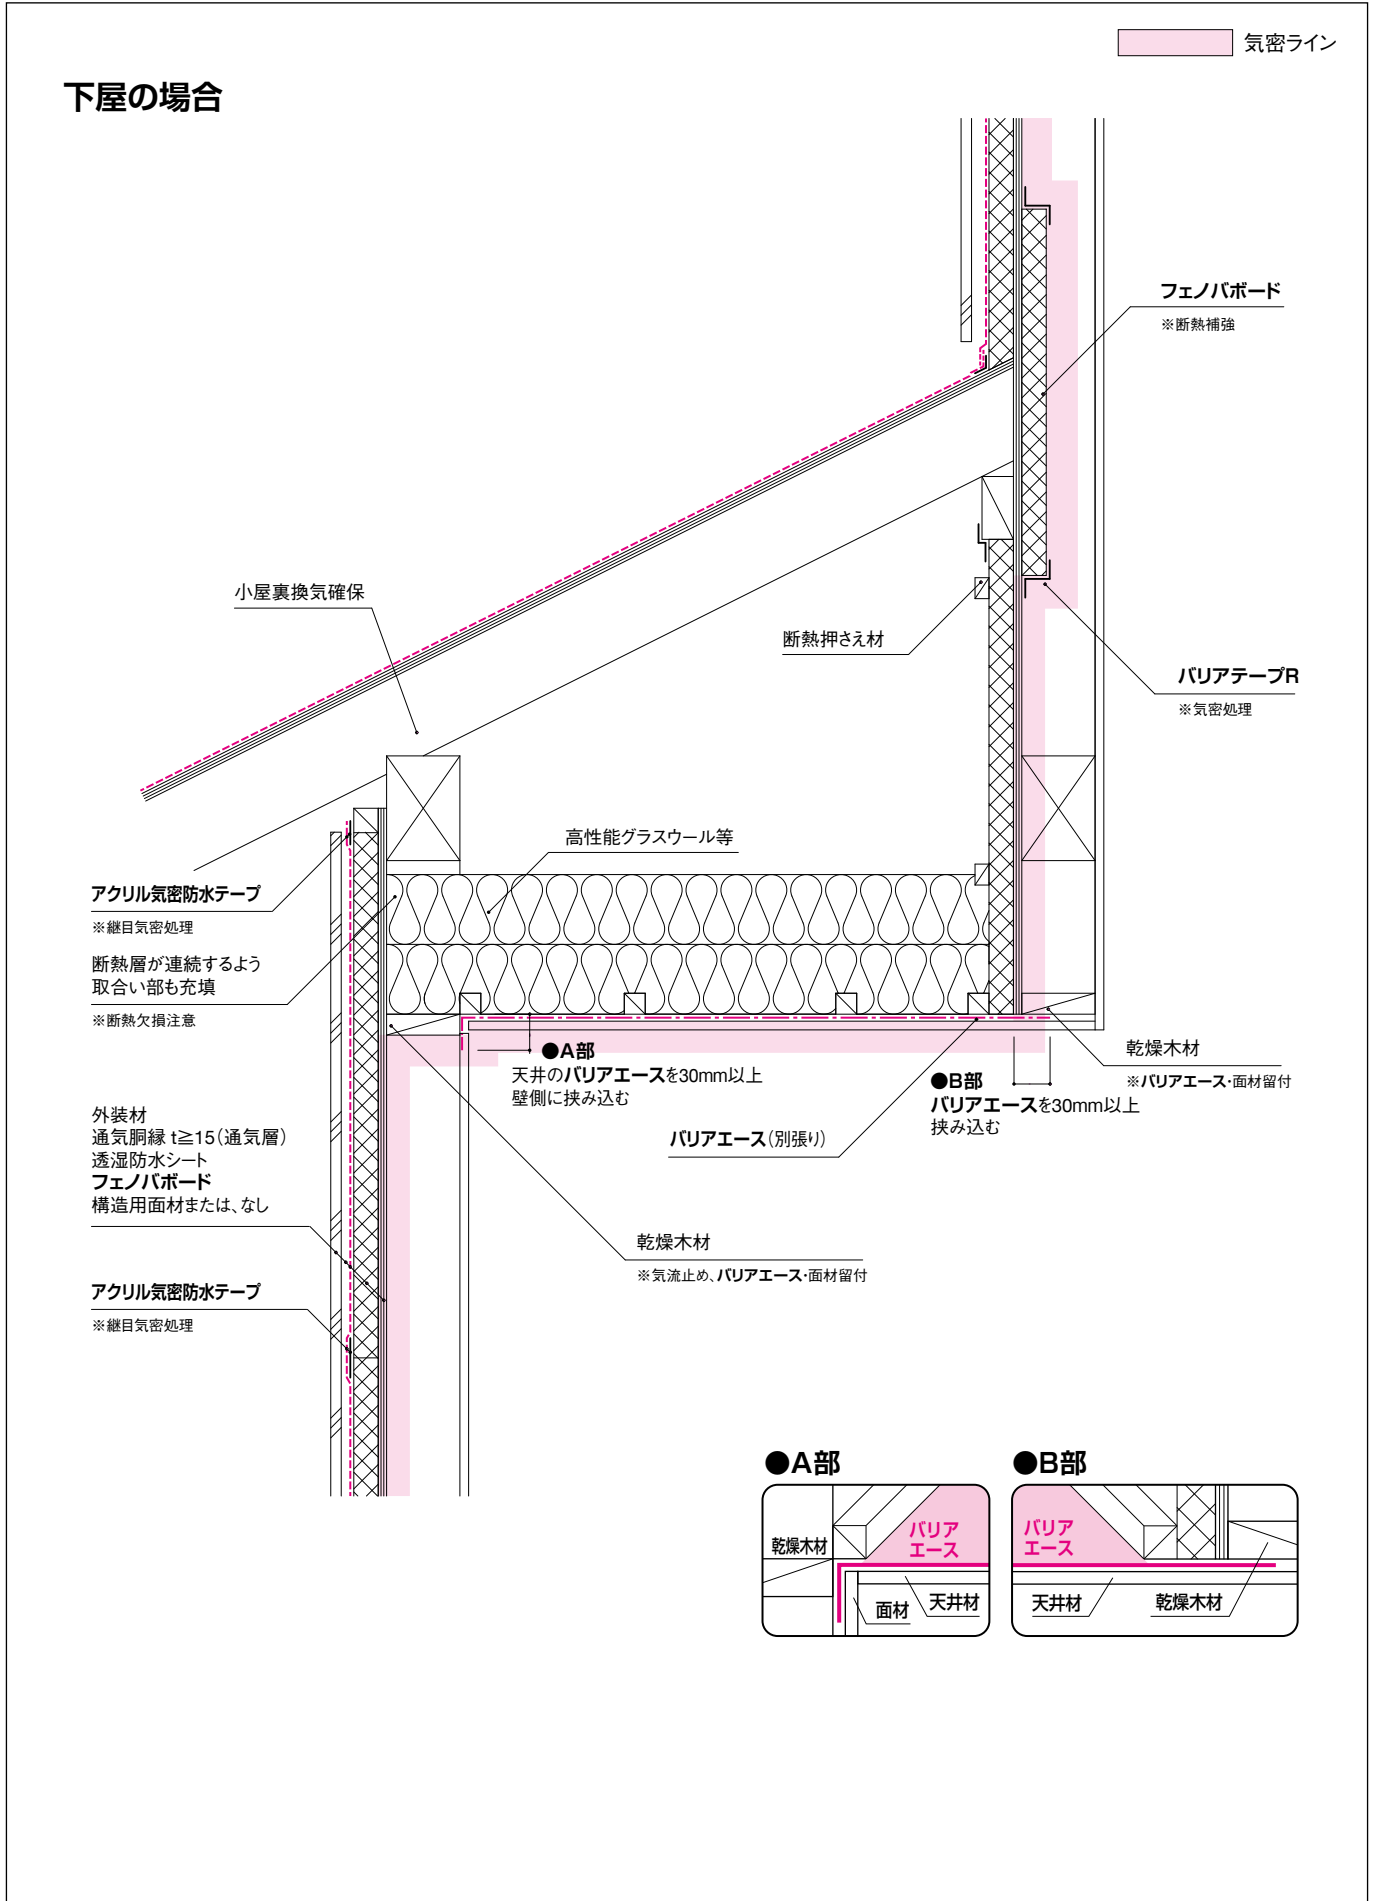 気密ライン
下屋の場合
フェノバボード
※断熱補強
小屋裏換気確保
断熱押さえ材
バリアテープR
※気密処理
高性能グラスウール等
アクリル気密防水テープ
※継目気密処理
断熱層が連続するよう
取合い部も充填
※断熱欠損注意
●A部
天井のバリアエースを30mm以上
壁側に挟み込む
乾燥木材
※バリアエース・面材留付
●B部
バリアエースを30mm以上
挟み込む
バリアエース(別張り)
外装材
通気胴縁 t≧15(通気層)
透湿防水シート
フェノバボード
構造用面材または、なし
乾燥木材
※気流止め、バリアエース・面材留付
アクリル気密防水テープ
※継目気密処理
●A部
乾燥木材
バリア
エース
面材
天井材
●B部
バリア
エース
天井材
乾燥木材